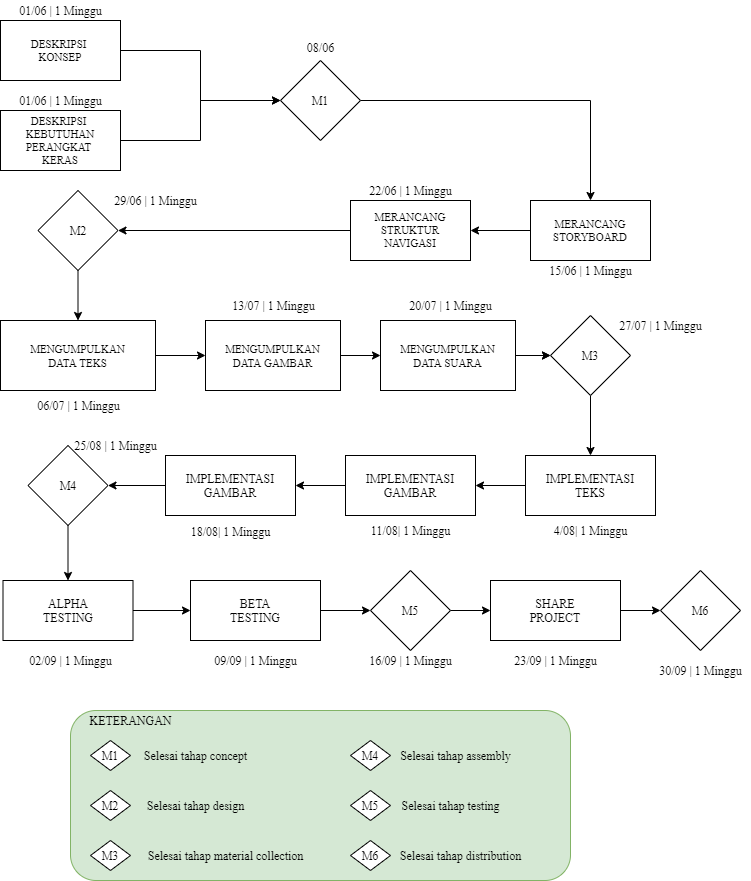 01/06 | 1 Minggu
DESKRIPSI
KONSEP
08/06
M1
01/06 | 1 Minggu
DESKRIPSI
KEBUTUHAN
PERANGKAT
KERAS
29/06 | 1 Minggu
M2
22/06 | 1 Minggu
MERANCANG
STRUKTUR
NAVIGASI
MERANCANG
STORYBOARD
15/06 | 1 Minggu
MENGUMPULKAN
DATA TEKS
06/07 | 1 Minggu
13/07 | 1 Minggu
MENGUMPULKAN
DATA GAMBAR
20/07 | 1 Minggu
MENGUMPULKAN
DATA SUARA
27/07 | 1 Minggu
M3
25/08 | 1 Minggu
M4
IMPLEMENTASI
GAMBAR
18/08| 1 Minggu
IMPLEMENTASI
GAMBAR
11/08| 1 Minggu
IMPLEMENTASI
TEKS
4/08| 1 Minggu
ALPHA
TESTING
02/09 | 1 Minggu
BETA
TESTING
09/09 | 1 Minggu
M5
16/09 | 1 Minggu
SHARE
PROJECT
23/09 | 1 Minggu
M6
30/09 | 1 Minggu
KETERANGAN
M1 Selesai tahap concept
M2 Selesai tahap design
M3 Selesai tahap material collection
M4 Selesai tahap assembly
M5 Selesai tahap testing
M6 Selesai tahap distribution